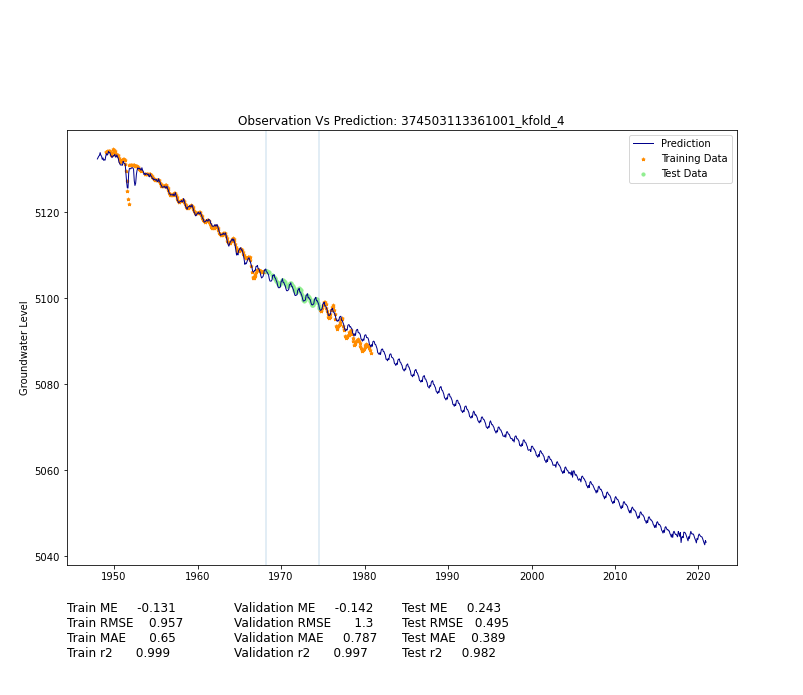 Observation Vs Prediction: 374503113361001_kfold_4
Prediction
Training Data
Test Data
5120
5100
5080
5060
5040
Groundwater Level
1950 1960 1970 1980 1990 2000 2010 2020
Train ME -0.131 Validation ME -0.142 Test ME 0.243
Train RMSE 0.957 Validation RMSE 1.3 Test RMSE 0.495
Train MAE 0.65 Validation MAE 0.787 Test MAE 0.389
Train r2 0.999 Validation r2 0.997 Test r2 0.982